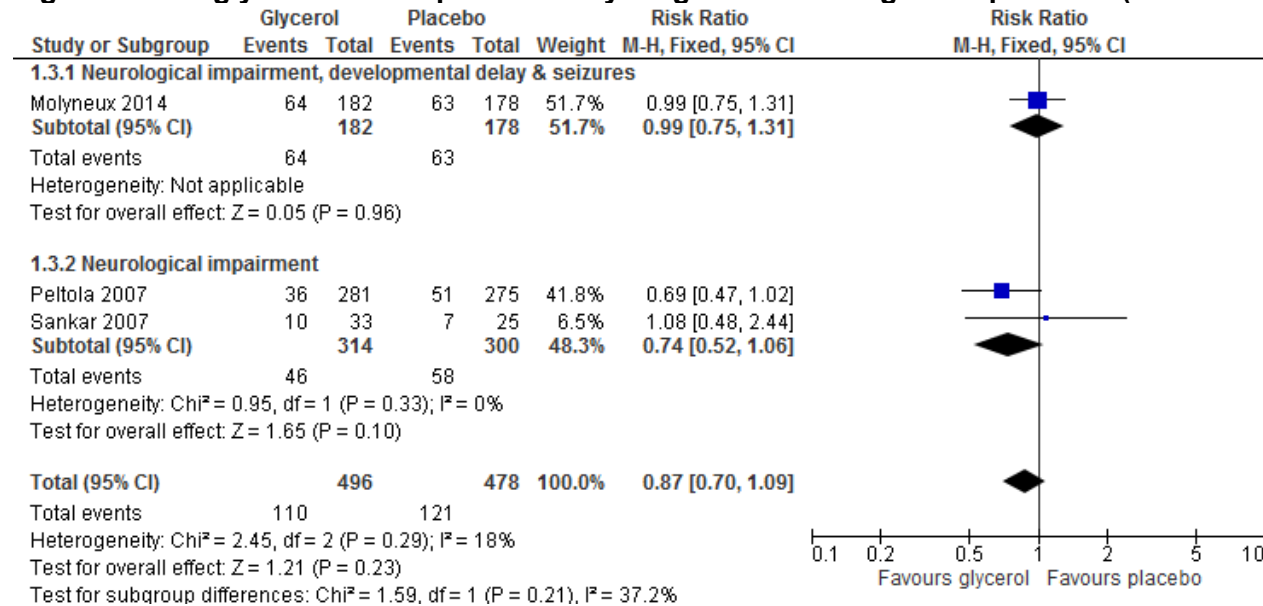 Glycerol Placebo Risk Ratio Risk Ratio
Study or Subgroup Events Total Events Total Weight M-H, Fixed, 95% CI M-H, Fixed, 95% CI
1.3.1 Neurological impairment, developmental delay & seizures
Molyneux 2014 64 182 63 178 51.7% 0.99 [0.75, 1.31]
Subtotal (95% CI) 182 178 51.7% 0.99 [0.75, 1.31]
Total events 64 63
Heterogeneity: Not applicable
Test for overall effect: Z = 0.05 (P = 0.96)
1.3.2 Neurological impairment
Peltola 2007 36 281 51 275 41.8% 0.69 [0.47, 1.02]
Sankar 2007 10 33 7 25 6.5% 1.08 [0.48, 2.44]
Subtotal (95% CI) 314 300 48.3% 0.74 [0.52, 1.06]
Total events 46 58
Heterogeneity: Chi² = 0.95, df = 1 (P = 0.33); I² = 0%
Test for overall effect: Z = 1.65 (P = 0.10)
Total (95% CI) 496 478 100.0% 0.87 [0.70, 1.09]
Total events 110 121
Heterogeneity: Chi² = 2.45, df = 2 (P = 0.29); I² = 18%
Test for overall effect: Z = 1.21 (P = 0.23)
Test for subgroup differences: Chi² = 1.59, df = 1 (P = 0.21), I² = 37.2%
0.1 0.2 0.5 1 2 5 10
Favours glycerol Favours placebo